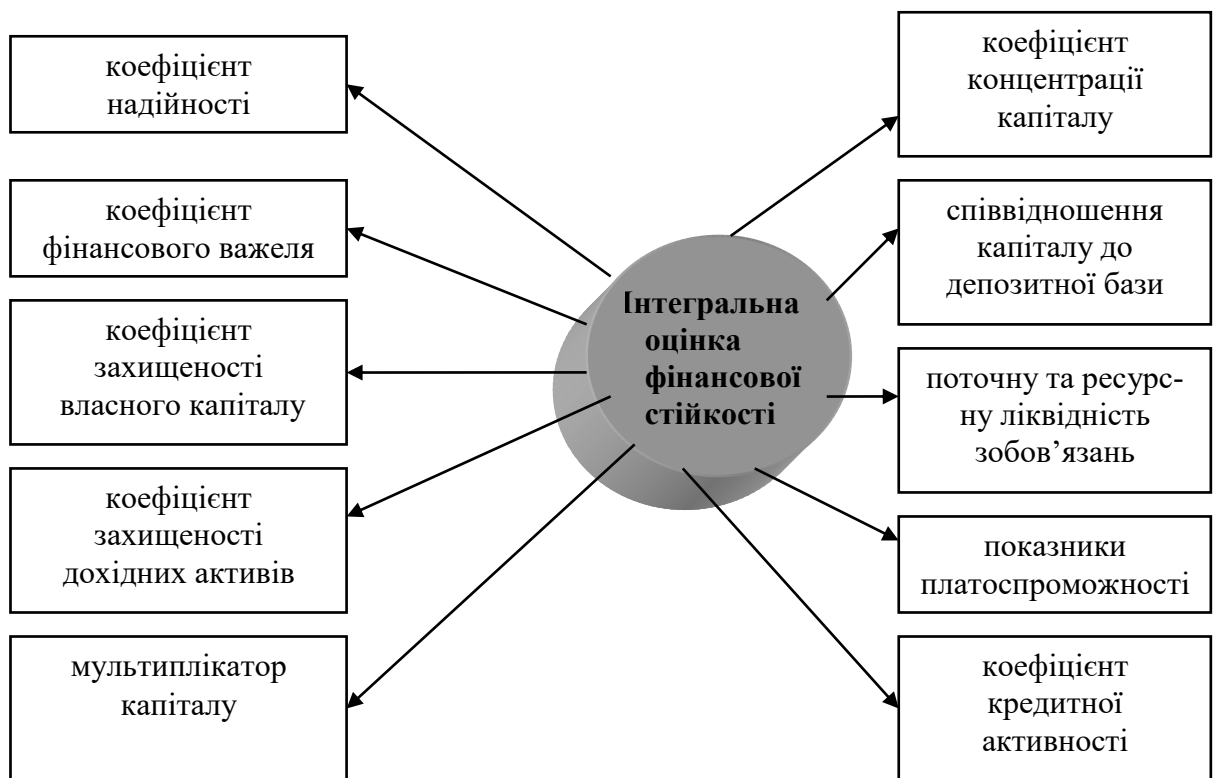 коефіцієнт
надійності
коефіцієнт
фінансового важеля
коефіцієнт
захищеності
власного капіталу
коефіцієнт
захищеності
дохідних активів
мультиплікатор
капіталу
Інтегральна
оцінка
фінансової
стійкості
коефіцієнт
концентрації
капіталу
співвідношення
капіталу до
депозитної бази
поточну та ресурс-
ну ліквідність
зобов’язань
показники
платоспроможності
коефіцієнт
кредитної
активності